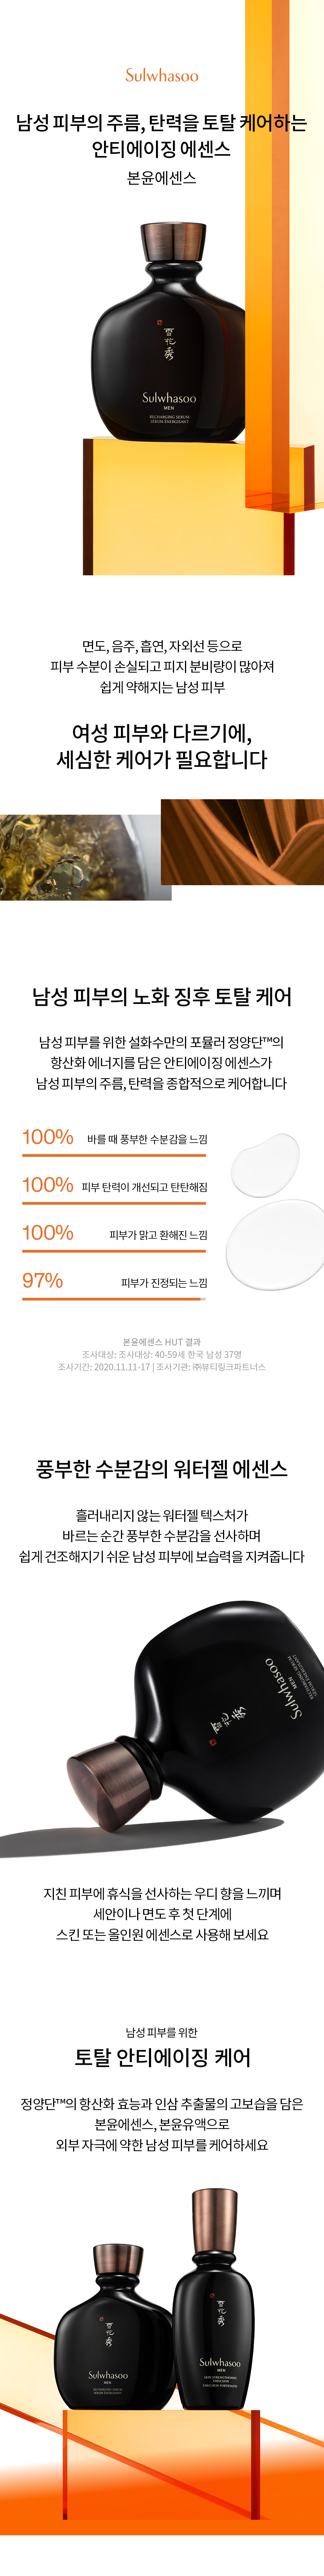 Sulwhasoo
남성 피부의 주름, 탄력을 토탈 케어하는
안티에이징 에센스
본윤에센스
雪花秀
Sulwhasoo
MEN
RECHARGING SERUM
SÉRUM ÉNERGISANT
면도, 음주, 흡연, 자외선 등으로
피부 수분이 손실되고 피지 분비량이 많아져
쉽게 약해지는 남성 피부
여성 피부와 다르기에,
세심한 케어가 필요합니다
남성 피부의 노화 징후 토탈 케어
남성 피부를 위한 설화수만의 포뮬러 정양단™의
항산화 에너지를 담은 안티에이징 에센스가
남성 피부의 주름, 탄력을 종합적으로 케어합니다
100% 바를 때 풍부한 수분감을 느낌
100% 피부 탄력이 개선되고 탄탄해짐
100% 피부가 맑고 환해진 느낌
97% 피부가 진정되는 느낌
본윤에센스 HUT 결과
조사대상: 조사대상: 40-59세 한국 남성 37명
조사기간: 2020.11.11-17 | 조사기관: ㈜뷰티링크파트너스
풍부한 수분감의 워터젤 에센스
흘러내리지 않는 워터젤 텍스처가
바르는 순간 풍부한 수분감을 선사하며
쉽게 건조해지기 쉬운 남성 피부에 보습력을 지켜줍니다
雪花秀
Sulwhasoo
MEN
RECHARGING SERUM
SÉRUM ÉNERGISANT
지친 피부에 휴식을 선사하는 우디 향을 느끼며
세안이나 면도 후 첫 단계에
스킨 또는 올인원 에센스로 사용해 보세요
남성 피부를 위한
토탈 안티에이징 케어
정양단™의 항산화 효능과 인삼 추출물의 고보습을 담은
본윤에센스, 본윤유액으로
외부 자극에 약한 남성 피부를 케어하세요
雪花秀
Sulwhasoo
MEN
RECHARGING SERUM
SÉRUM ÉNERGISANT
雪花秀
Sulwhasoo
MEN